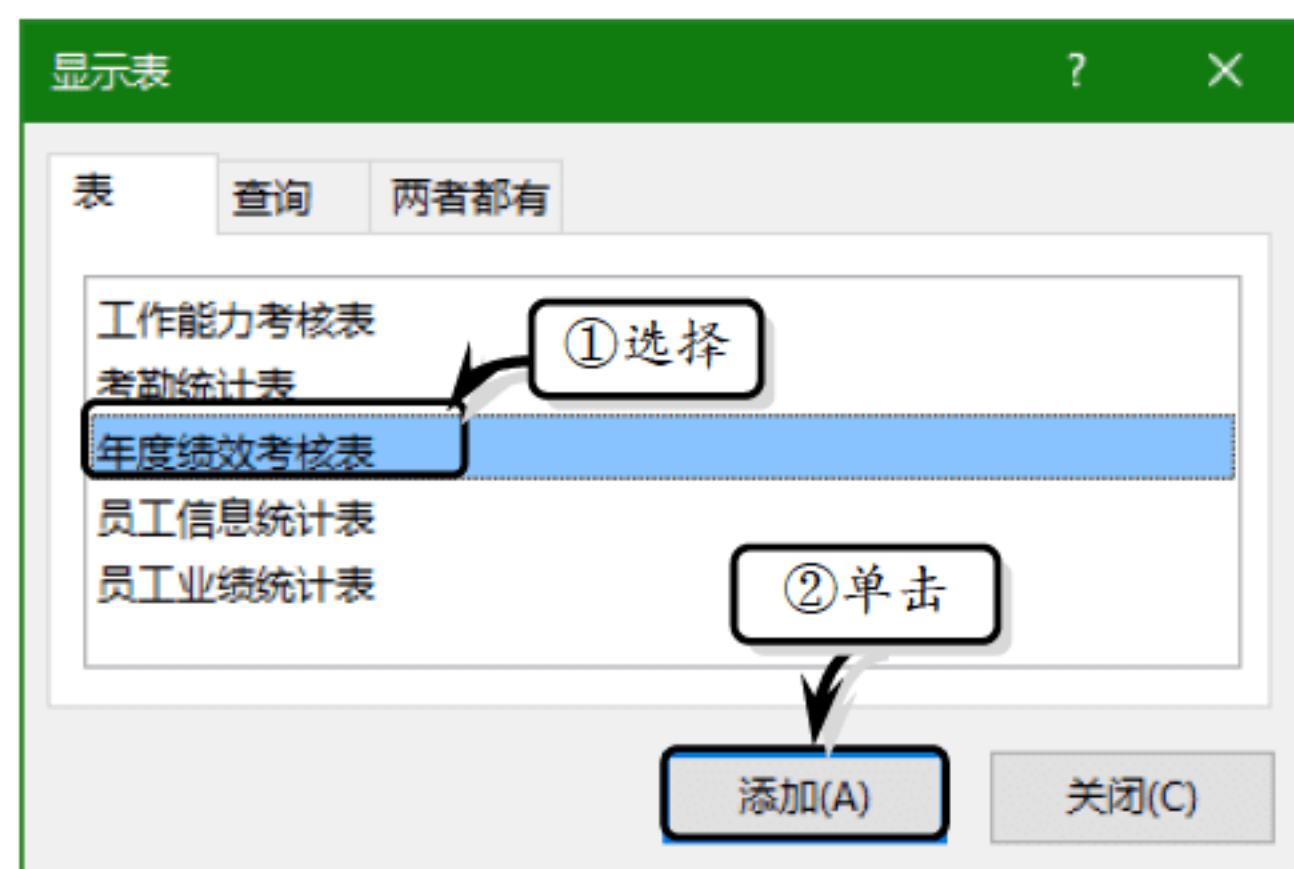 显示表
?
×
表 查询 两者都有
工作能力考核表
①选择
考勤统计表
年度绩效考核表
员工信息统计表
员工业绩统计表
②单击
添加(A) 关闭(C)